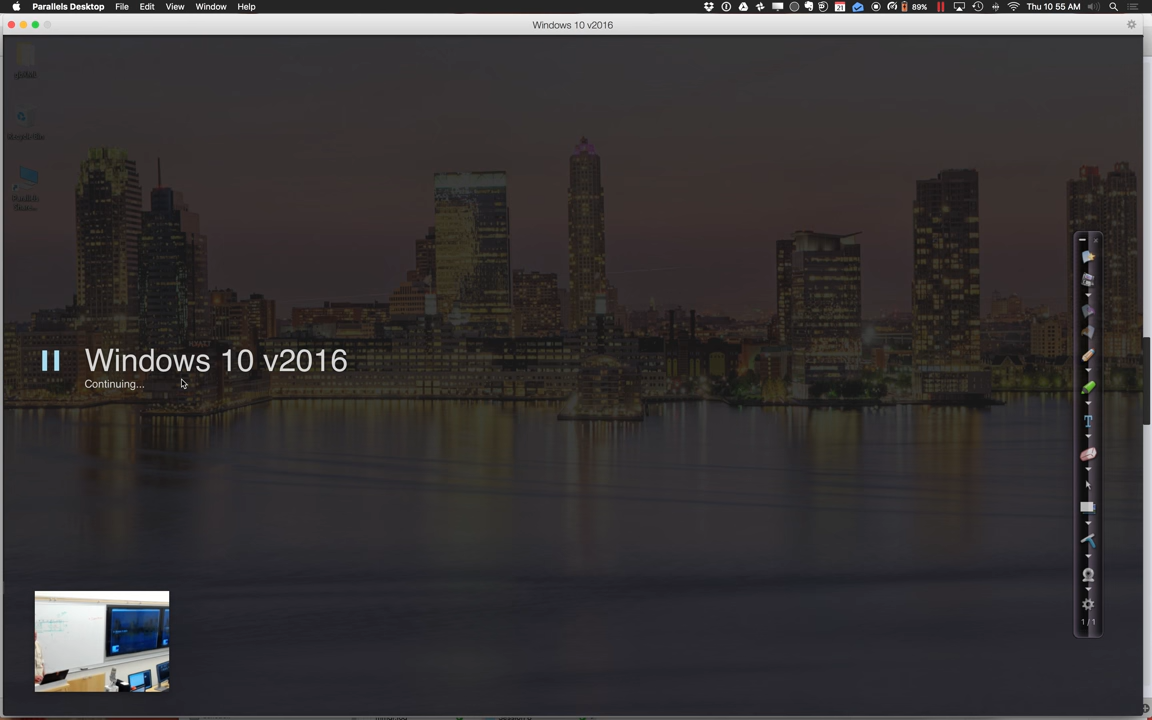 Parallels Desktop File Edit View Window Help 21 89% Thu 10 55 AM
Windows 10 v2016
Windows 10 v2016
Continuing...
T
1 / 1